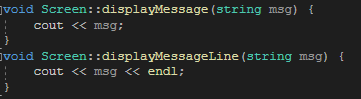 void Screen::displayMessage(string msg) {
    cout << msg;
}
void Screen::displayMessageLine(string msg) {
    cout << msg << endl;
}